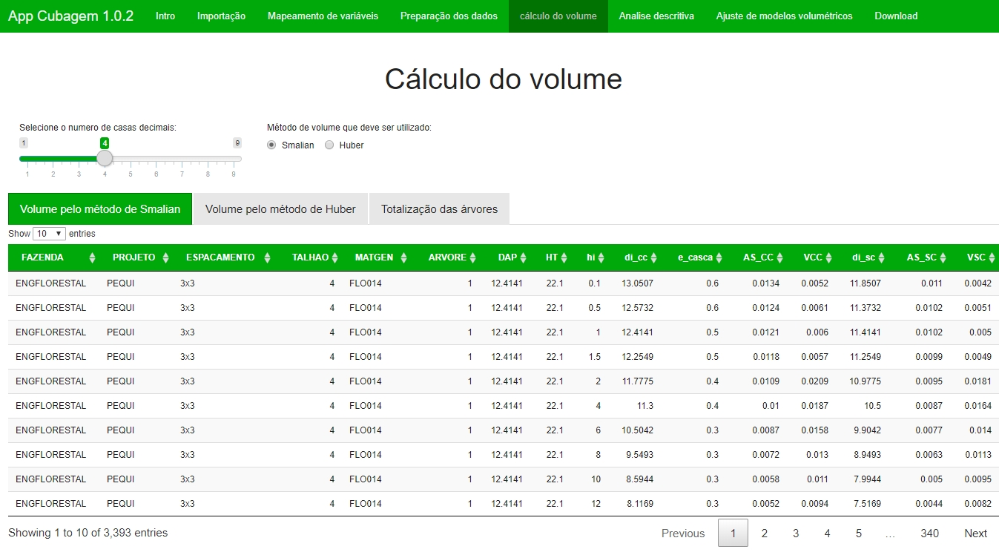 App Cubagem 1.0.2 Intro Importação Mapeamento de variáveis Preparação dos dados cálculo do volume Analise descritiva Ajuste de modelos volumétricos Download
Cálculo do volume
Selecione o numero de casas decimais: Método de volume que deve ser utilizado:
1 4 9 Smalian Huber
1 2 3 4 5 6 7 8 9
Volume pelo método de Smalian Volume pelo método de Huber Totalização das árvores
Show 10 entries
FAZENDA PROJETO ESPACAMENTO TALHAO MATGEN ARVORE DAP HT hi di_cc e_casca AS_CC VCC di_sc AS_SC VSC
ENGFLORESTAL PEQUI 3x3 4 FLO014 1 12.4141 22.1 0.1 13.0507 0.6 0.0134 0.0052 11.8507 0.011 0.0042
ENGFLORESTAL PEQUI 3x3 4 FLO014 1 12.4141 22.1 0.5 12.5732 0.6 0.0124 0.0061 11.3732 0.0102 0.0051
ENGFLORESTAL PEQUI 3x3 4 FLO014 1 12.4141 22.1 1 12.4141 0.5 0.0121 0.006 11.4141 0.0102 0.005
ENGFLORESTAL PEQUI 3x3 4 FLO014 1 12.4141 22.1 1.5 12.2549 0.5 0.0118 0.0057 11.2549 0.0099 0.0049
ENGFLORESTAL PEQUI 3x3 4 FLO014 1 12.4141 22.1 2 11.7775 0.4 0.0109 0.0209 10.9775 0.0095 0.0181
ENGFLORESTAL PEQUI 3x3 4 FLO014 1 12.4141 22.1 4 11.3 0.4 0.01 0.0187 10.5 0.0087 0.0164
ENGFLORESTAL PEQUI 3x3 4 FLO014 1 12.4141 22.1 6 10.5042 0.3 0.0087 0.0158 9.9042 0.0077 0.014
ENGFLORESTAL PEQUI 3x3 4 FLO014 1 12.4141 22.1 8 9.5493 0.3 0.0072 0.013 8.9493 0.0063 0.0113
ENGFLORESTAL PEQUI 3x3 4 FLO014 1 12.4141 22.1 10 8.5944 0.3 0.0058 0.011 7.9944 0.005 0.0095
ENGFLORESTAL PEQUI 3x3 4 FLO014 1 12.4141 22.1 12 8.1169 0.3 0.0052 0.0094 7.5169 0.0044 0.0082
Showing 1 to 10 of 3,393 entries Previous 1 2 3 4 5 … 340 Next